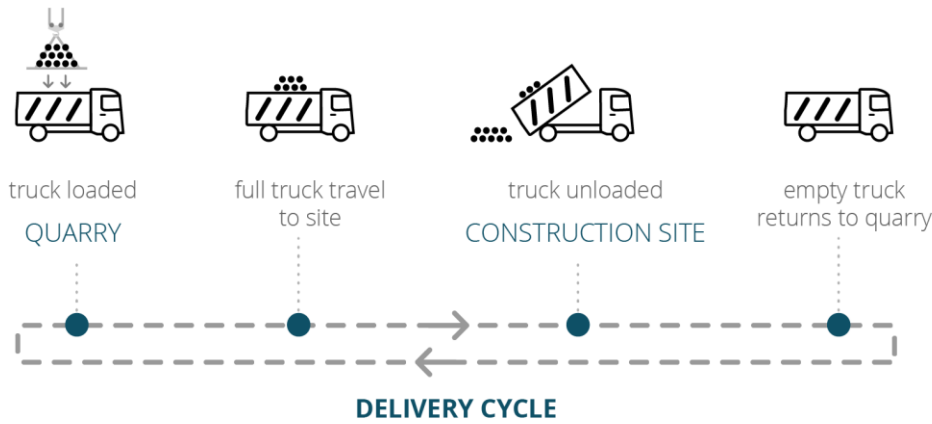 truck loaded
QUARRY
full truck travel
to site
truck unloaded
CONSTRUCTION SITE
empty truck
returns to quarry
DELIVERY CYCLE